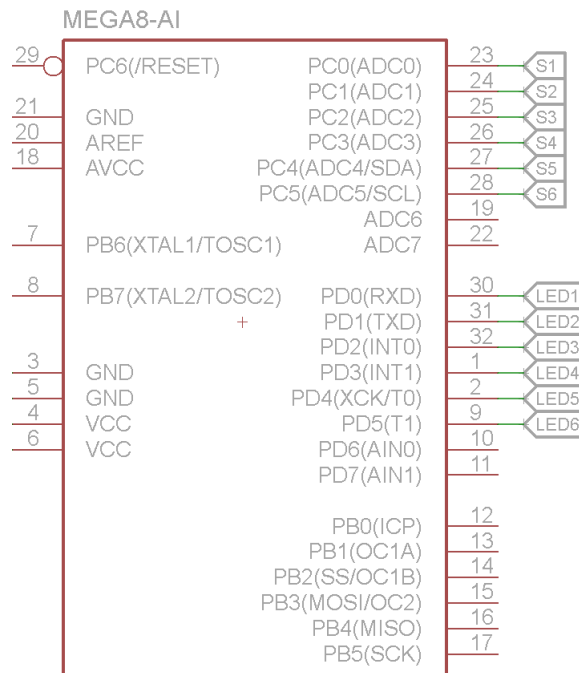 MEGA8-AI
29 PC6(/RESET) PC0(ADC0) 23 S1
PC1(ADC1) 24 S2
21 GND PC2(ADC2) 25 S3
20 AREF PC3(ADC3) 26 S4
18 AVCC PC4(ADC4/SDA) 27 S5
PC5(ADC5/SCL) 28 S6
ADC6 19
7 PB6(XTAL1/TOSC1) ADC7 22
8 PB7(XTAL2/TOSC2) PD0(RXD) 30 LED1
PD1(TXD) 31 LED2
PD2(INT0) 32 LED3
3 GND PD3(INT1) 1 LED4
5 GND PD4(XCK/T0) 2 LED5
4 VCC PD5(T1) 9 LED6
6 VCC PD6(AIN0) 10
PD7(AIN1) 11
PB0(ICP) 12
PB1(OC1A) 13
PB2(SS/OC1B) 14
PB3(MOSI/OC2) 15
PB4(MISO) 16
PB5(SCK) 17